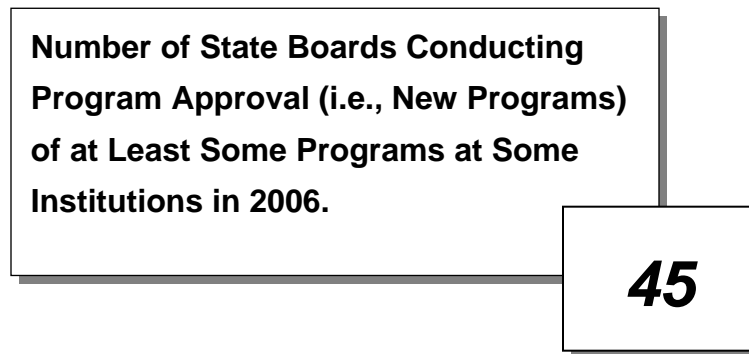 Number of State Boards Conducting
Program Approval (i.e., New Programs)
of at Least Some Programs at Some
Institutions in 2006.
45